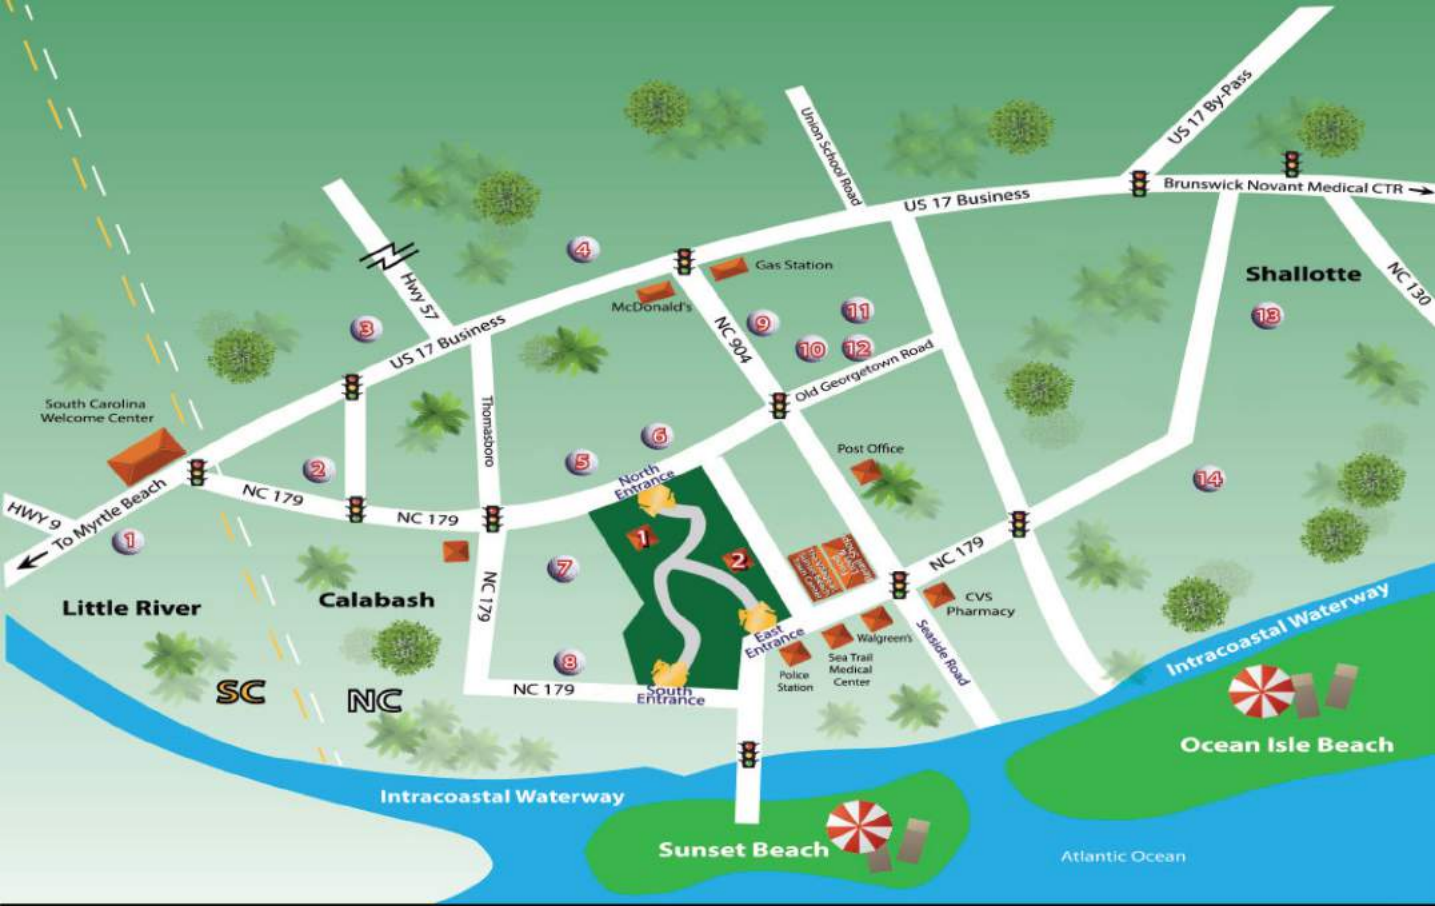 US 17 By-Pass
Union School Road
Brunswick Novant Medical CTR
US 17 Business
4
Gas Station
Shallotte
NC 130
Hwy 57
McDonald's
11
13
9
3
NC 904
US 17 Business
10
12
Old Georgetown Road
South Carolina
Welcome Center
Thomasboro
6
Post Office
5
2
North
Entrance
14
NC 179
To Myrtle Beach
HWY 9
NC 179
1
1
2
7
NC 179
NC 179
CVS
Pharmacy
Little River
Calabash
East
Entrance
Walgreen's
Seaside Road
Intracoastal Waterway
8
Sea Trail
Medical
Center
Police
Station
SC
NC
NC 179
South
Entrance
Ocean Isle Beach
Intracoastal Waterway
Sunset Beach
Atlantic Ocean